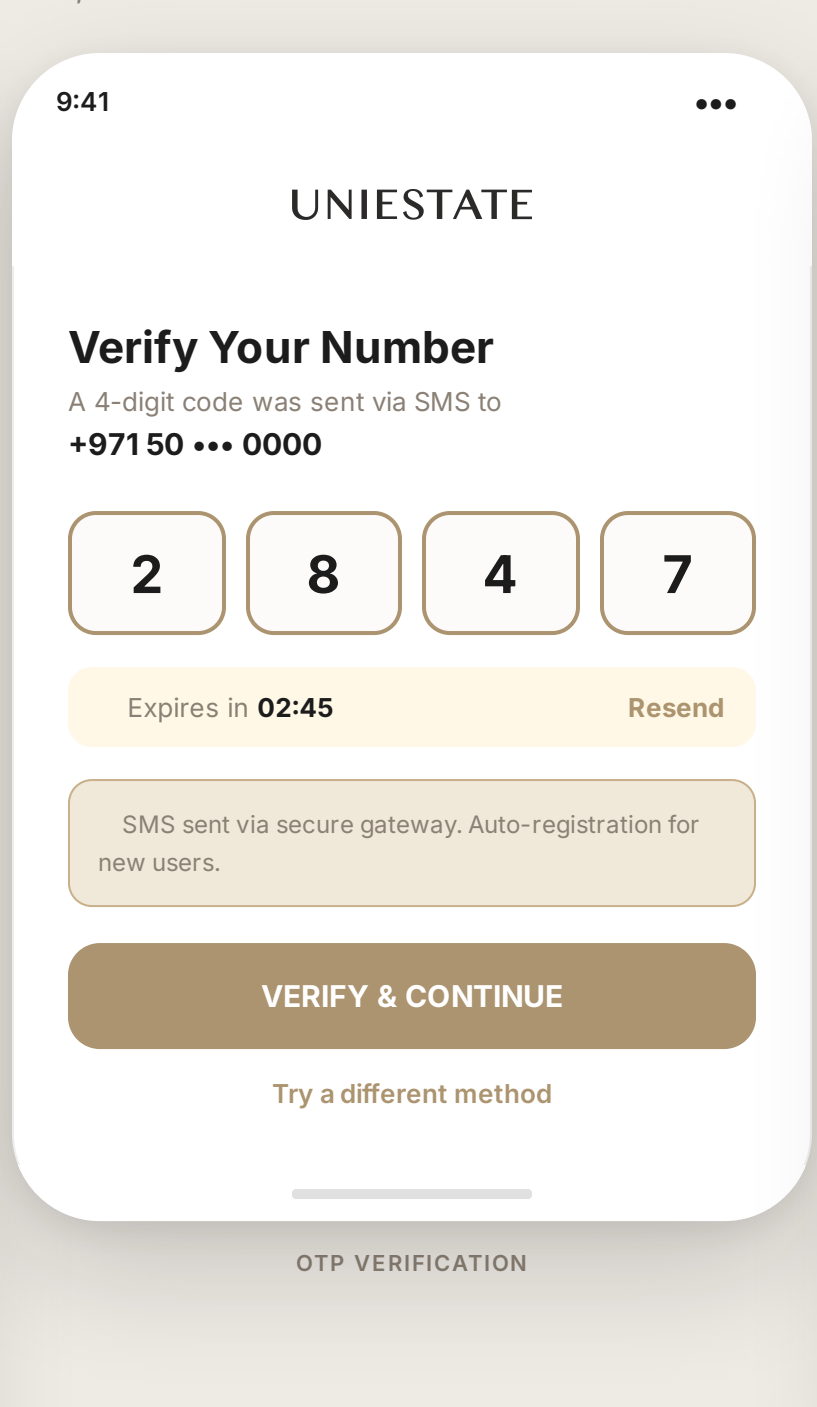 9:41
UNIESTATE
Verify Your Number
A 4-digit code was sent via SMS to
+971 50 ••• 0000
2 8 4 7
Expires in 02:45 Resend
SMS sent via secure gateway. Auto-registration for
new users.
VERIFY & CONTINUE
Try a different method
OTP VERIFICATION